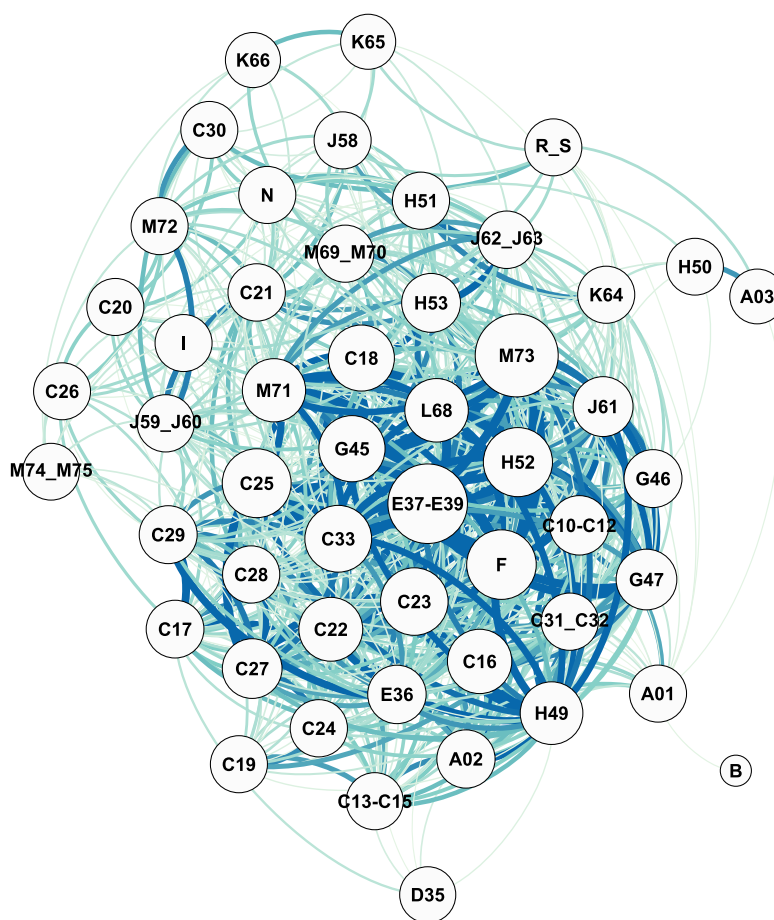 K65
K66
C30
J58
R_S
N
H51
M72
J62_J63
M69_M70
H50
C21
K64
A03
C20
H53
I
C18
M73
M71
C26
J61
L68
J59_J60
G45
H52
M74_M75
G46
C25
E37-E39
C10-C12
C29
C33
F
C28
G47
C23
C31_C32
C17
C22
C16
C27
E36
A01
H49
C24
A02
C19
B
C13-C15
D35